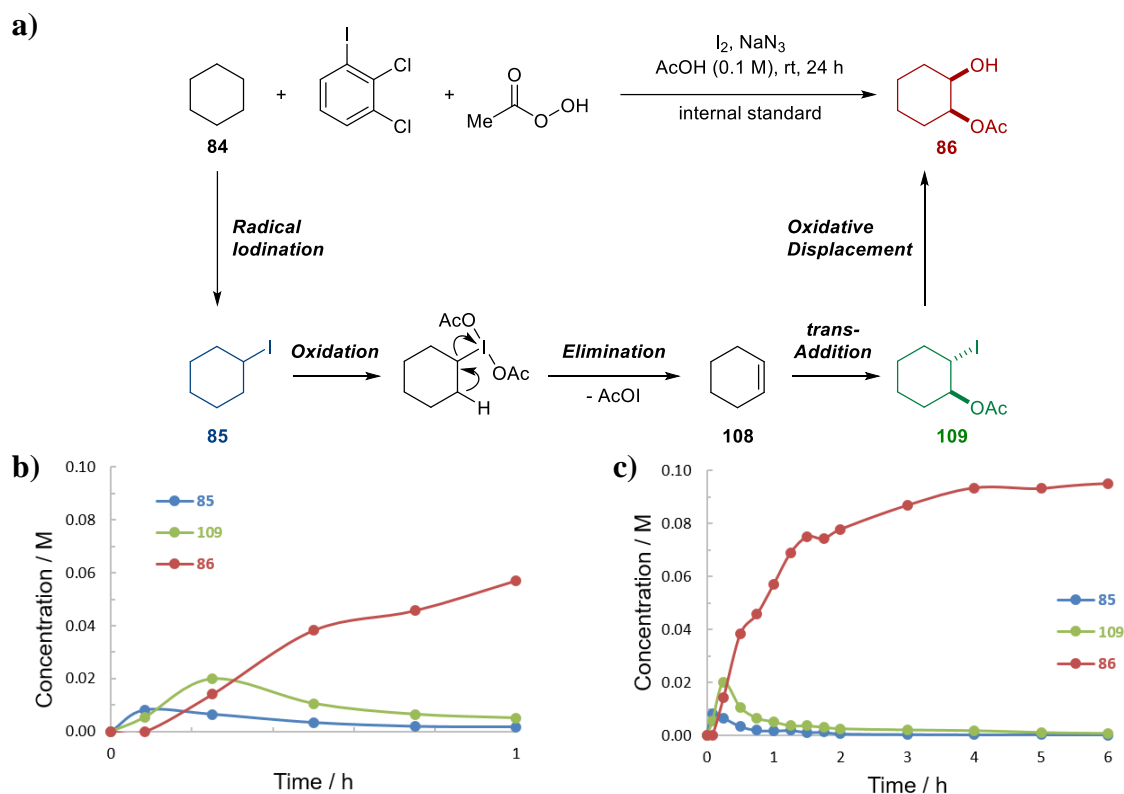 a)
I
Cl
Cl
+
+
O
Me
O
OH
I₂, NaN₃
AcOH (0.1 M), rt, 24 h
internal standard
OH
OAc
84
86
Radical
Iodination
Oxidative
Displacement
I
Oxidation
AcO
I
OAc
H
Elimination
- AcOI
trans-
Addition
I
OAc
85
108
109
b)
Concentration / M
0.10
0.08
0.06
0.04
0.02
0.00
85
109
86
0
1
Time / h
c)
Concentration / M
0.10
0.08
0.06
0.04
0.02
0.00
85
109
86
0
1
2
3
4
5
6
Time / h